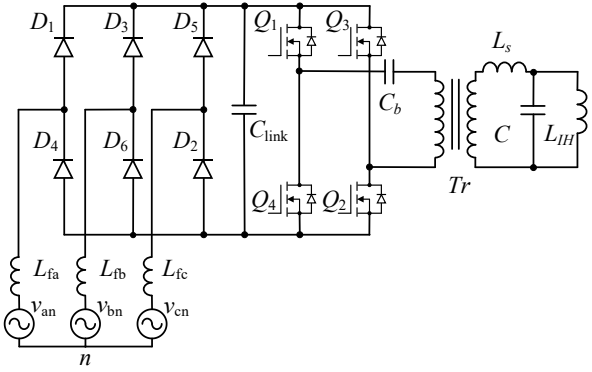 D1 D3 D5 Q1 Q3
Ls
Cb
Clink
C LIH
D4 D6 D2
Tr
Q4 Q2
Lfa Lfb Lfc
van vbn vcn
n